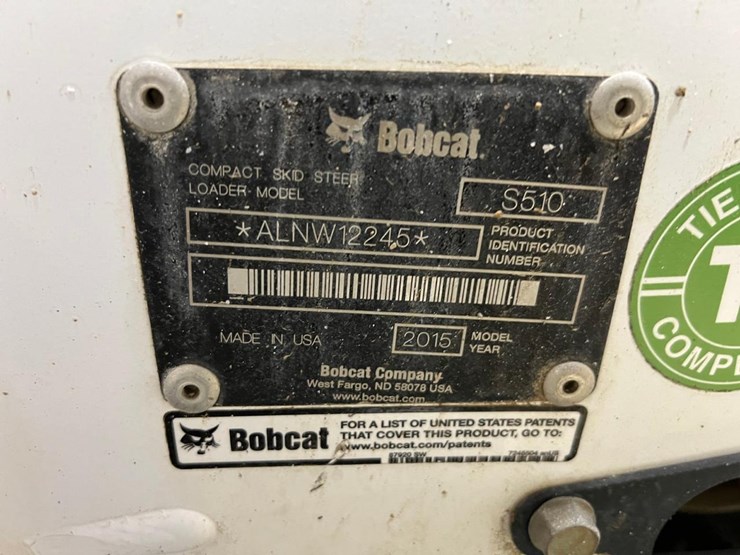 Bobcat
COMPACT SKID STEER
LOADER MODEL
S510
*ALNW12245*
PRODUCT
IDENTIFICATION
NUMBER
MADE IN USA
2015
MODEL
YEAR
Bobcat Company
West Fargo, ND 58078 USA
www.bobcat.com
Bobcat
FOR A LIST OF UNITED STATES PATENTS
THAT COVER THIS PRODUCT, GO TO:
www.bobcat.com/patents
TIE
T